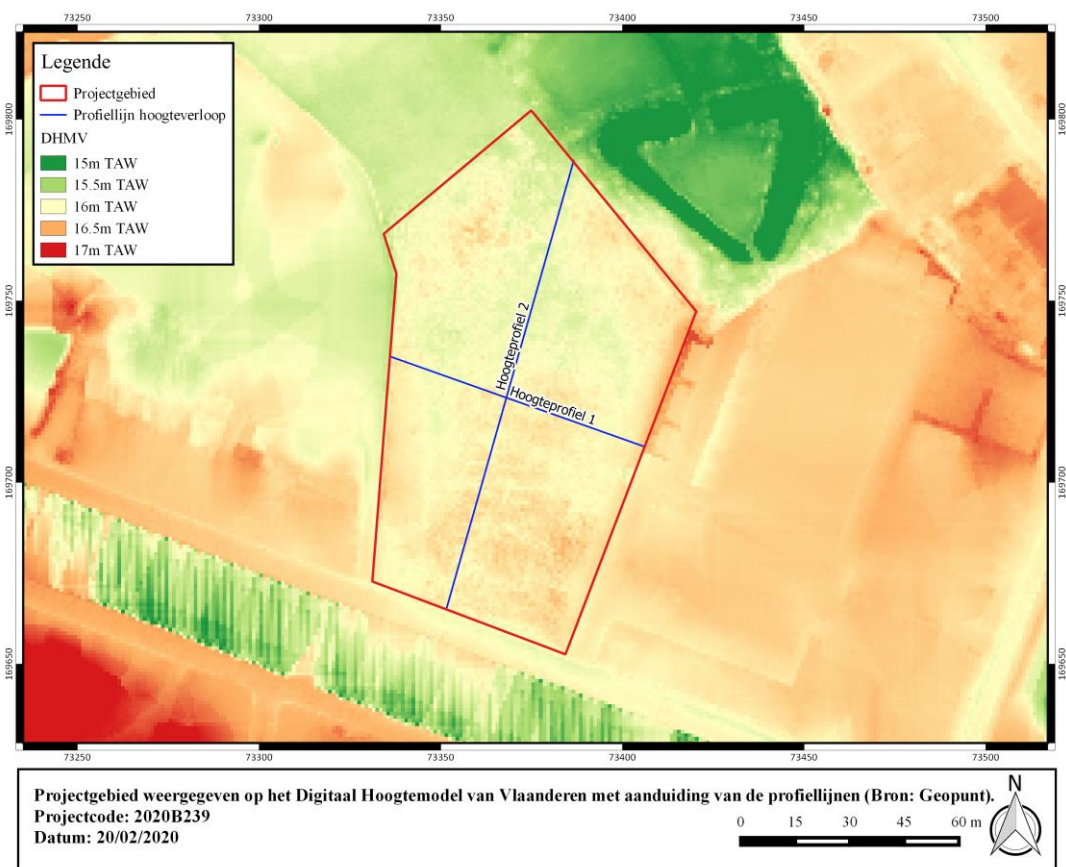 73250 73300 73350 73400 73450 73500
Legende
Projectgebied
Profiellijn hoogteverloop
DHMV
15m TAW
15.5m TAW
16m TAW
16.5m TAW
17m TAW
169800 169800
169750 169750
Hoogteprofiel 2
Hoogteprofiel 1
169700 169700
169650 169650
73250 73300 73350 73400 73450 73500
Projectgebied weergegeven op het Digitaal Hoogtemodel van Vlaanderen met aanduiding van de profiellijnen (Bron: Geopunt).
Projectcode: 2020B239
Datum: 20/02/2020
0 15 30 45 60 m
N